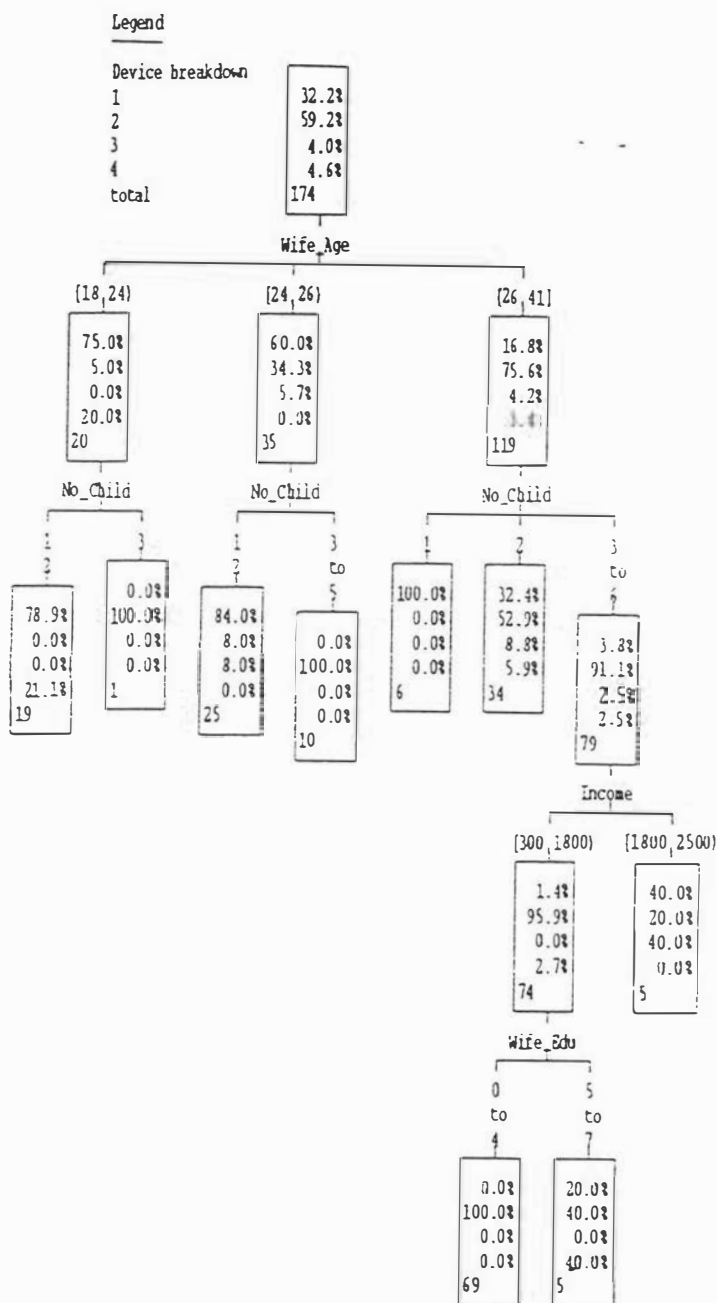 Legend
Device breakdown
1 32.2%
2 59.2%
3 4.0%
4 4.6%
total 174
Wife_Age
[18,24) [24,26) [26,41]
75.0% 60.0% 16.8%
5.0% 34.3% 75.6%
0.0% 5.7% 4.2%
20.0% 0.0%
20 35 119
No_Child No_Child No_Child
1 3 1 3 1 2 3
2 2 to to
5 6
0.0% 100.0% 32.4%
78.9% 100.0% 84.0% 0.0% 52.9% 3.8%
0.0% 0.0% 8.0% 0.0% 0.0% 8.8% 91.1%
0.0% 0.0% 8.0% 100.0% 0.0% 5.9% 2.5%
21.1% 1 0.0% 0.0% 6 34 2.5%
19 25 0.0% 79
10
Income
[300,1800) [1800,2500)
1.4% 40.0%
95.9% 20.0%
0.0% 40.0%
2.7% 0.0%
74 5
Wife_Edu
0 5
to to
4 7
0.0% 20.0%
100.0% 40.0%
0.0% 0.0%
0.0% 40.0%
69 5